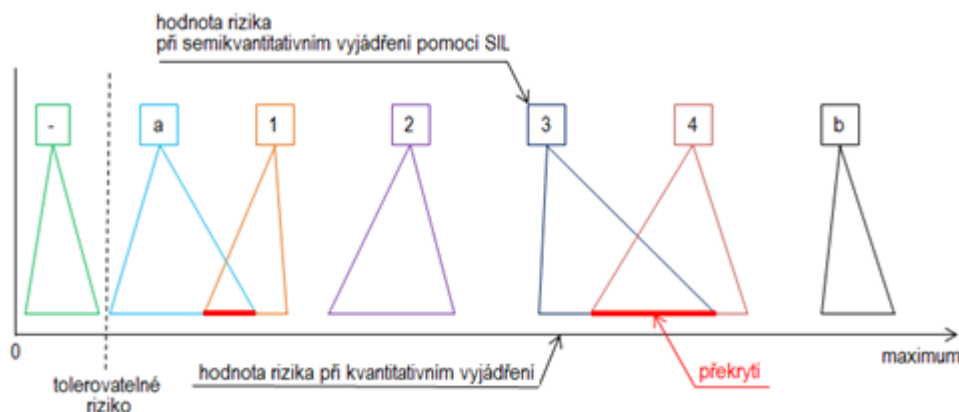 hodnota rizika
při semikvantitativním vyjádření pomocí SIL
- a 1 2 3 4 b
0
maximum
tolerovatelné
riziko
hodnota rizika při kvantitativním vyjádření
překrytí